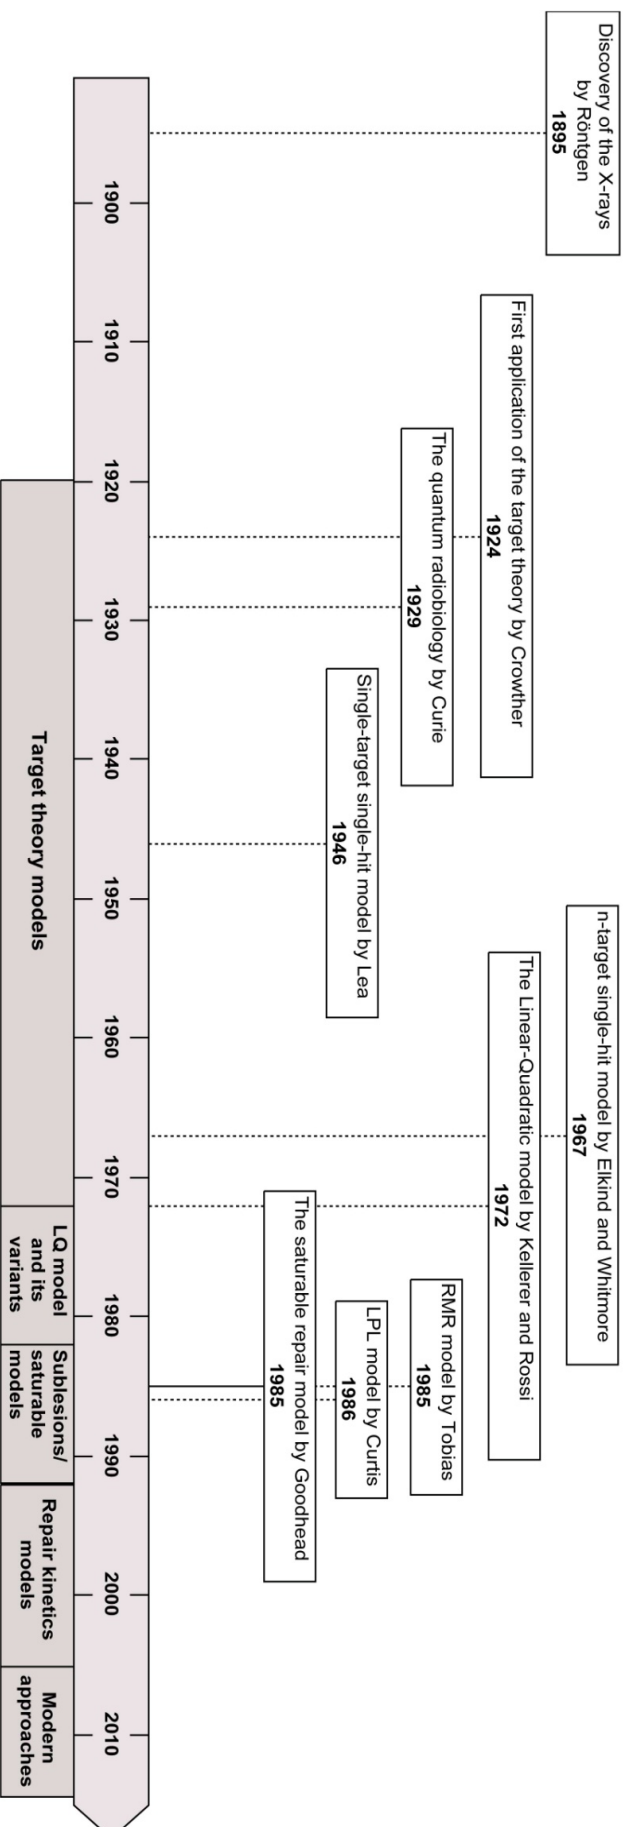 Discovery of the X-rays
by Röntgen
1895
First application of the target theory by Crowther
1924
The quantum radiobiology by Curie
1929
Single-target single-hit model by Lea
1946
n-target single-hit model by Elkind and Whitmore
1967
The Linear-Quadratic model by Kellerer and Rossi
1972
RMR model by Tobias
1985
LPL model by Curtis
1986
The saturable repair model by Goodhead
1985
1900
1910
1920
1930
1940
1950
1960
1970
1980
1990
2000
2010
Target theory models
LQ model
and its
variants
Sublesions/
saturable
models
Repair kinetics
models
Modern
approaches